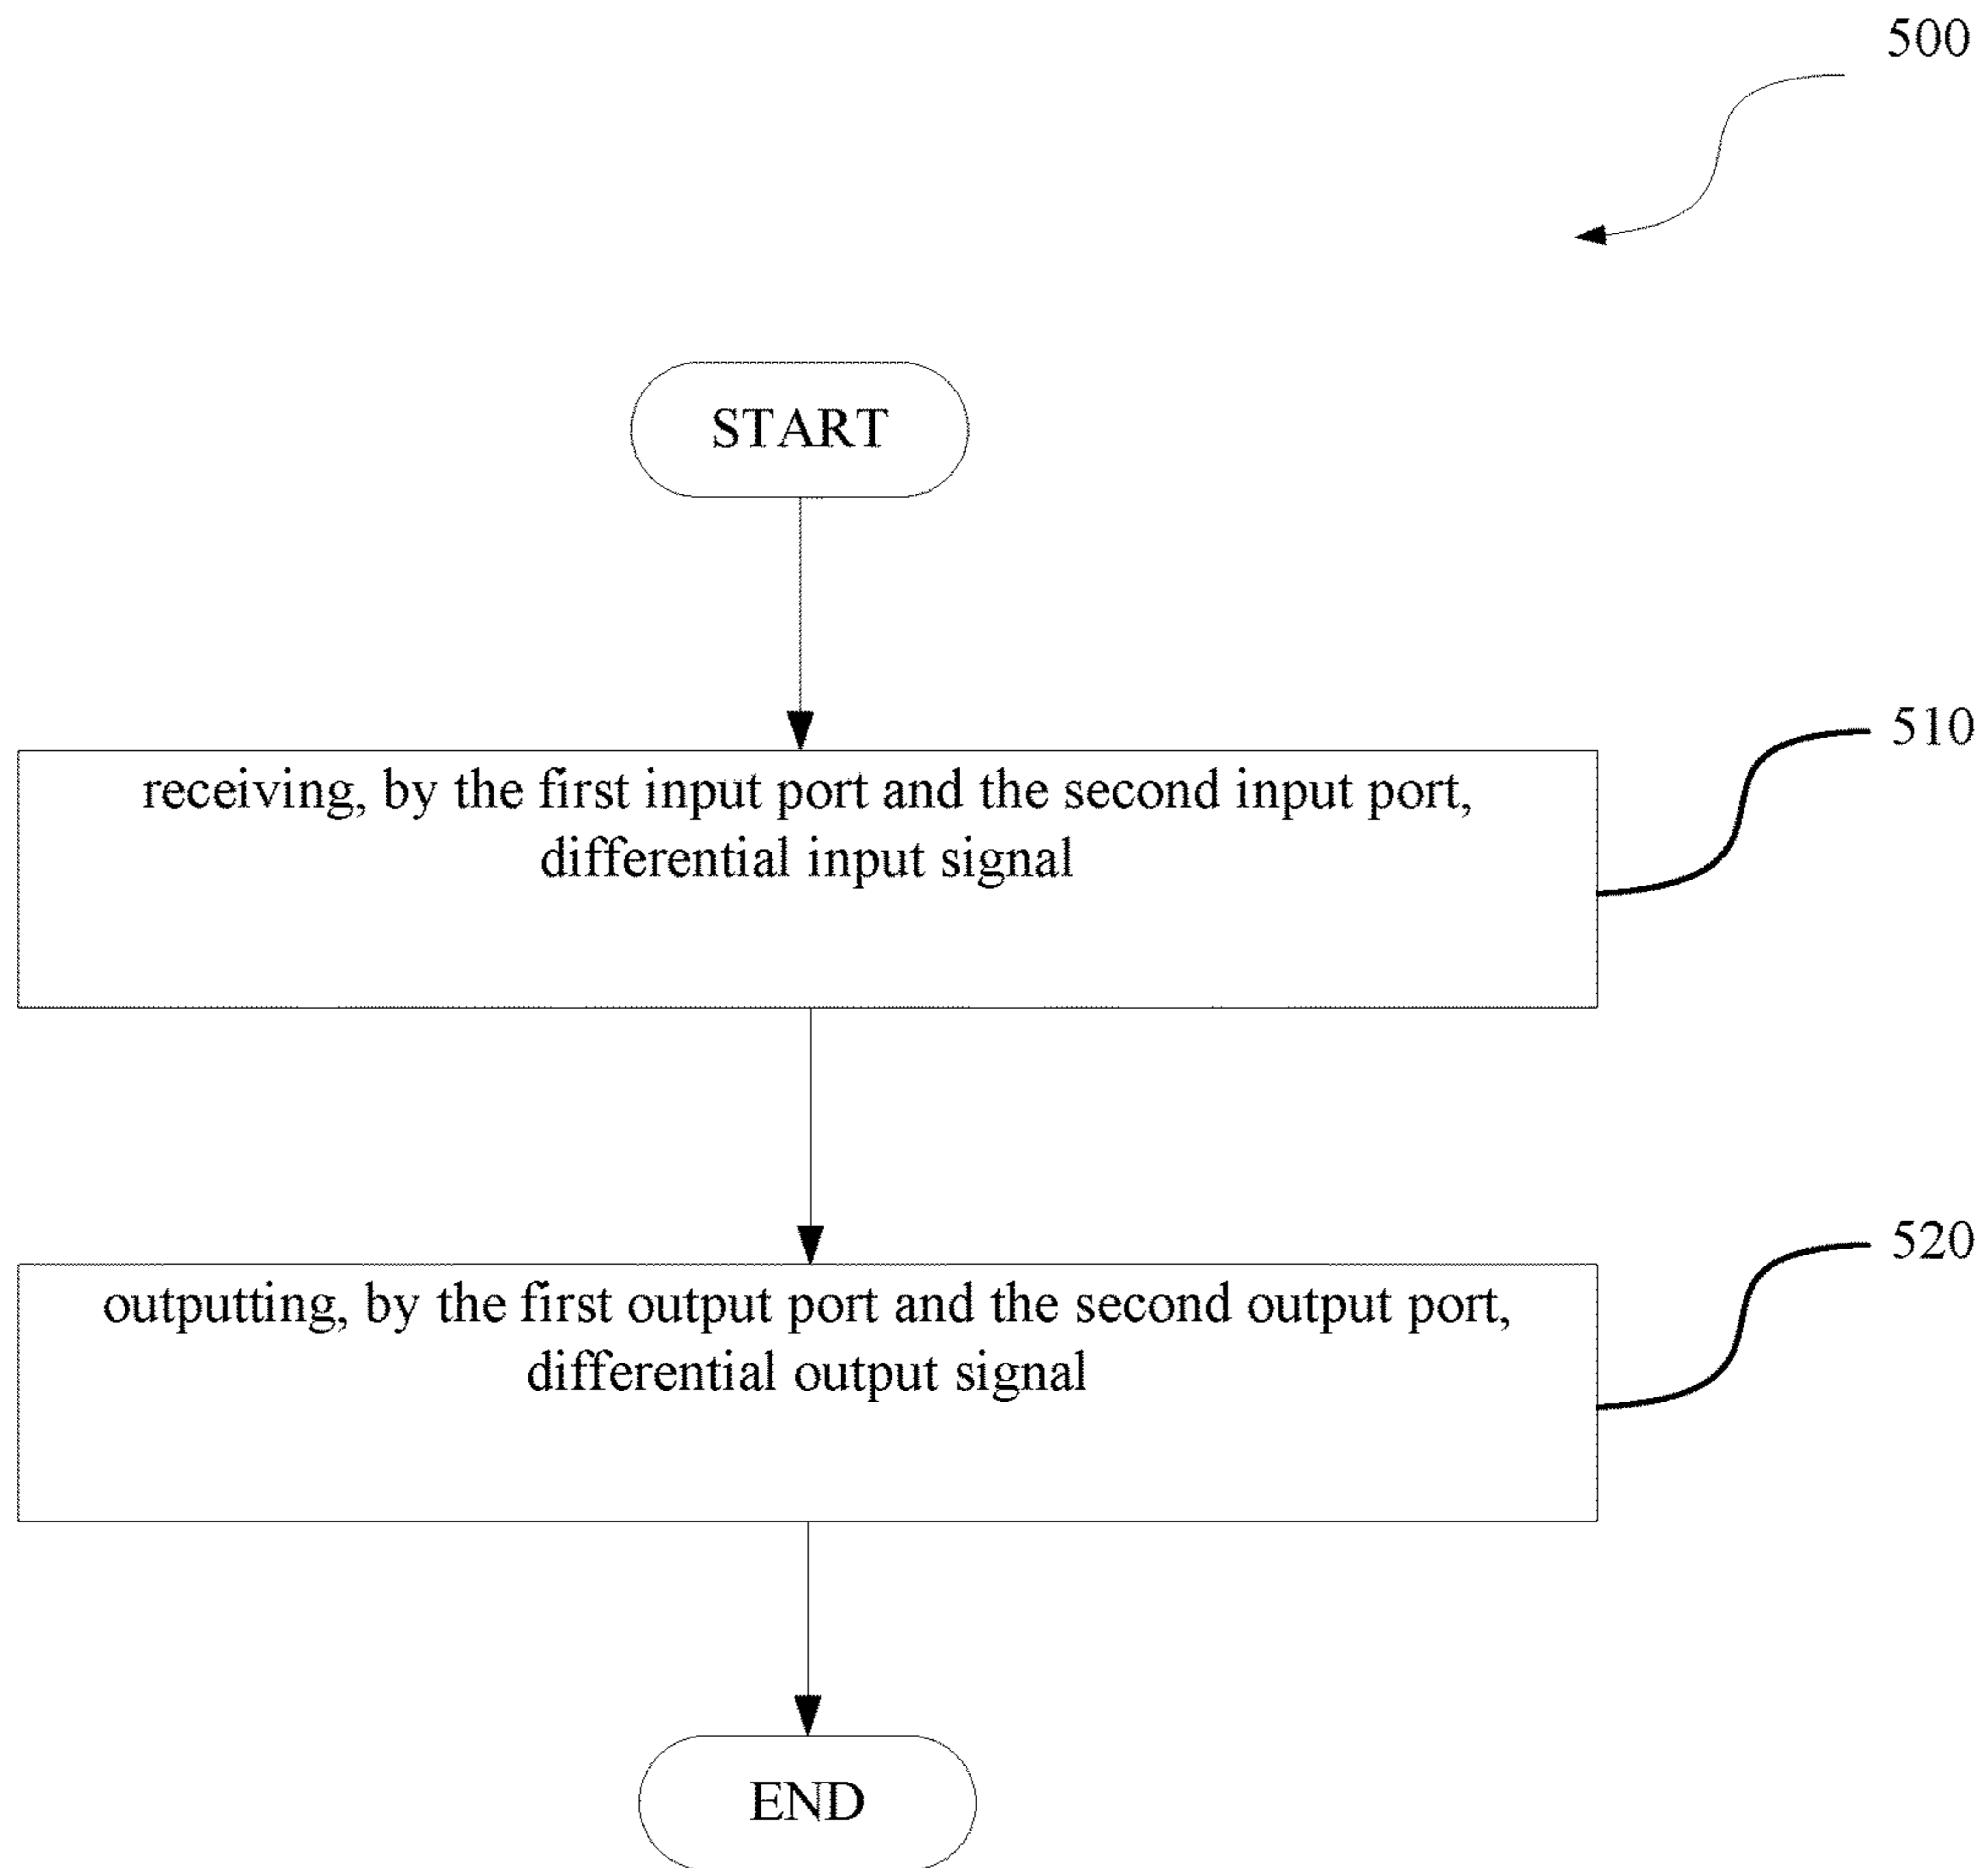 500
START
510
receiving, by the first input port and the second input port,
differential input signal
520
outputting, by the first output port and the second output port,
differential output signal
END